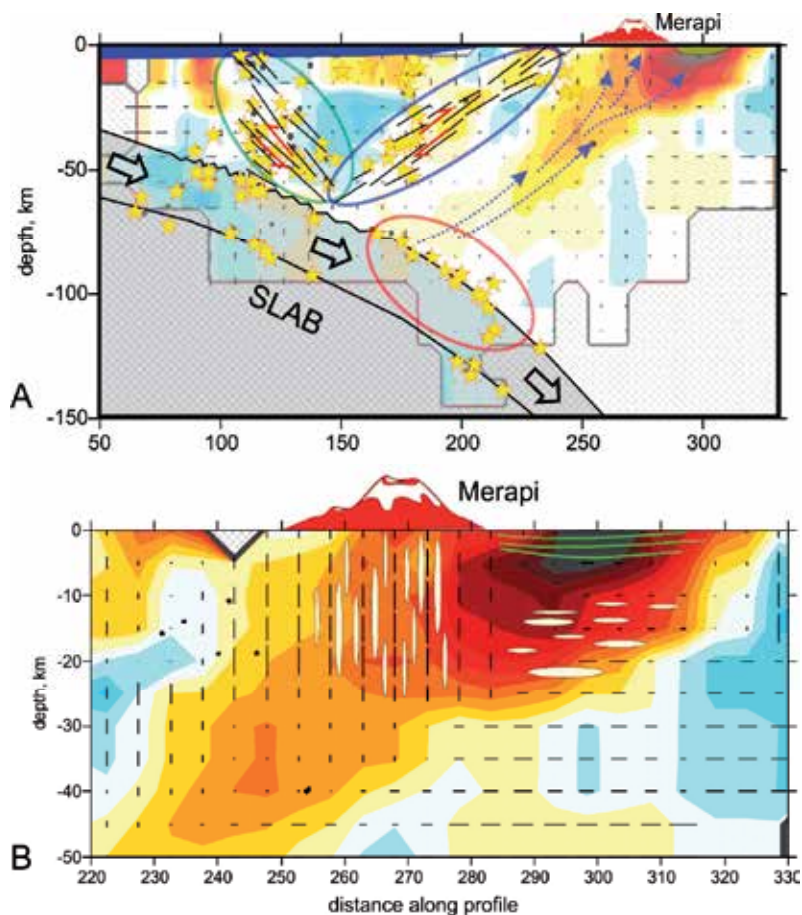 Merapi
0
-50
-100
-150
depth, km
SLAB
A
50 100 150 200 250 300
Merapi
0
-10
-20
-30
-40
-50
depth, km
B
220 230 240 250 260 270 280 290 300 310 320 330
distance along profile